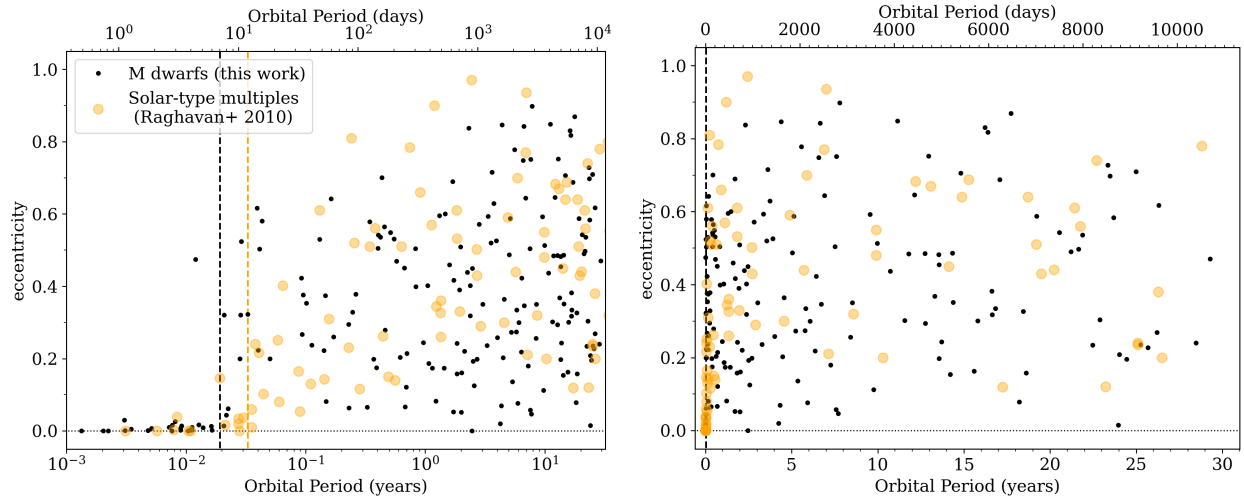 Orbital Period (days)
10^0 10^1 10^2 10^3 10^4
1.0
0.8
0.6
0.4
0.2
0.0
eccentricity
M dwarfs (this work)
Solar-type multiples
(Raghavan+ 2010)
10^−3 10^−2 10^−1 10^0 10^1
Orbital Period (years)
Orbital Period (days)
0 2000 4000 6000 8000 10000
1.0
0.8
0.6
0.4
0.2
0.0
eccentricity
0 5 10 15 20 25 30
Orbital Period (years)